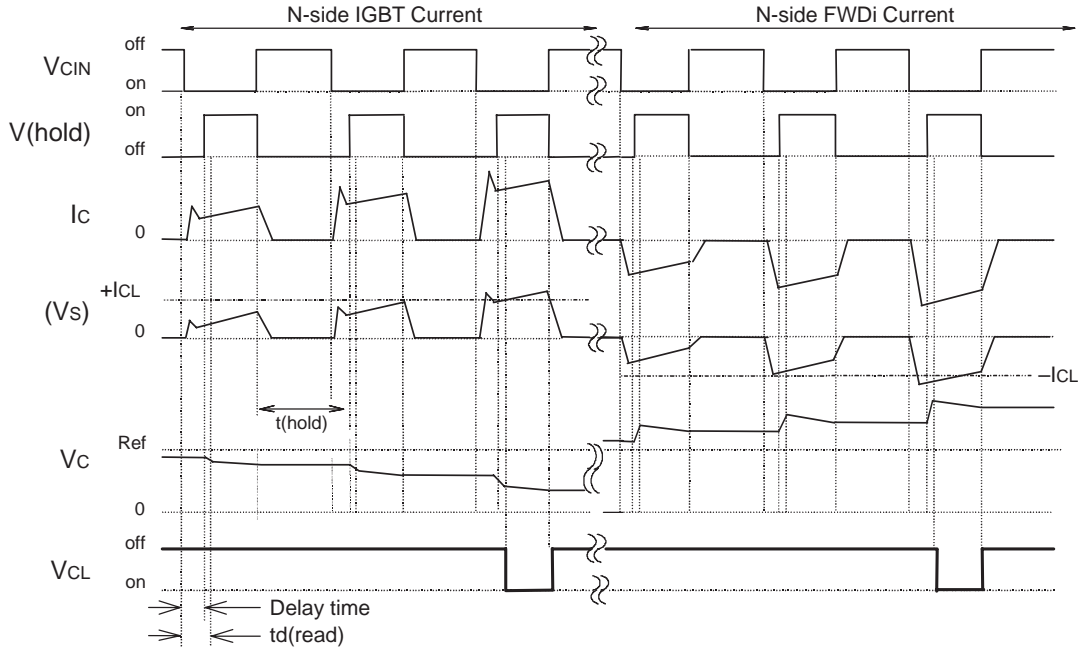 N-side IGBT Current
N-side FWDi Current
VCIN
off
on
V(hold)
on
off
IC
0
(VS)
+ICL
0
–ICL
t(hold)
VC
Ref
0
VCL
off
on
Delay time
td(read)